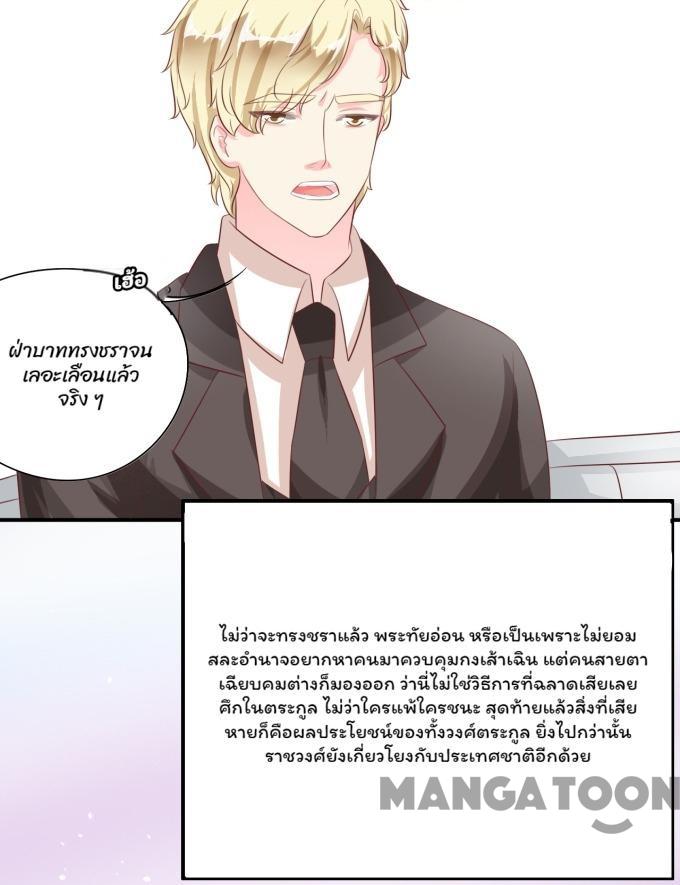 เฮ้อ
ฝ่าบาททรงชราจน
เลอะเลือนแล้ว
จริง ๆ
ไม่ว่าจะทรงชราแล้ว พระทัยอ่อน หรือเป็นเพราะไม่ยอม
สละอำนาจอยากหาคนมาควบคุมกงเส้าเฉิน แต่คนสายตา
เฉียบคมต่างก็มองออก ว่านี่ไม่ใช่วิธีการที่ฉลาดเสียเลย
ศึกในตระกูล ไม่ว่าใครแพ้ใครชนะ สุดท้ายแล้วสิ่งที่เสีย
หายก็คือผลประโยชน์ของทั้งวงศ์ตระกูล ยิ่งไปกว่านั้น
ราชวงศ์ยังเกี่ยวโยงกับประเทศชาติอีกด้วย
MANGATOON